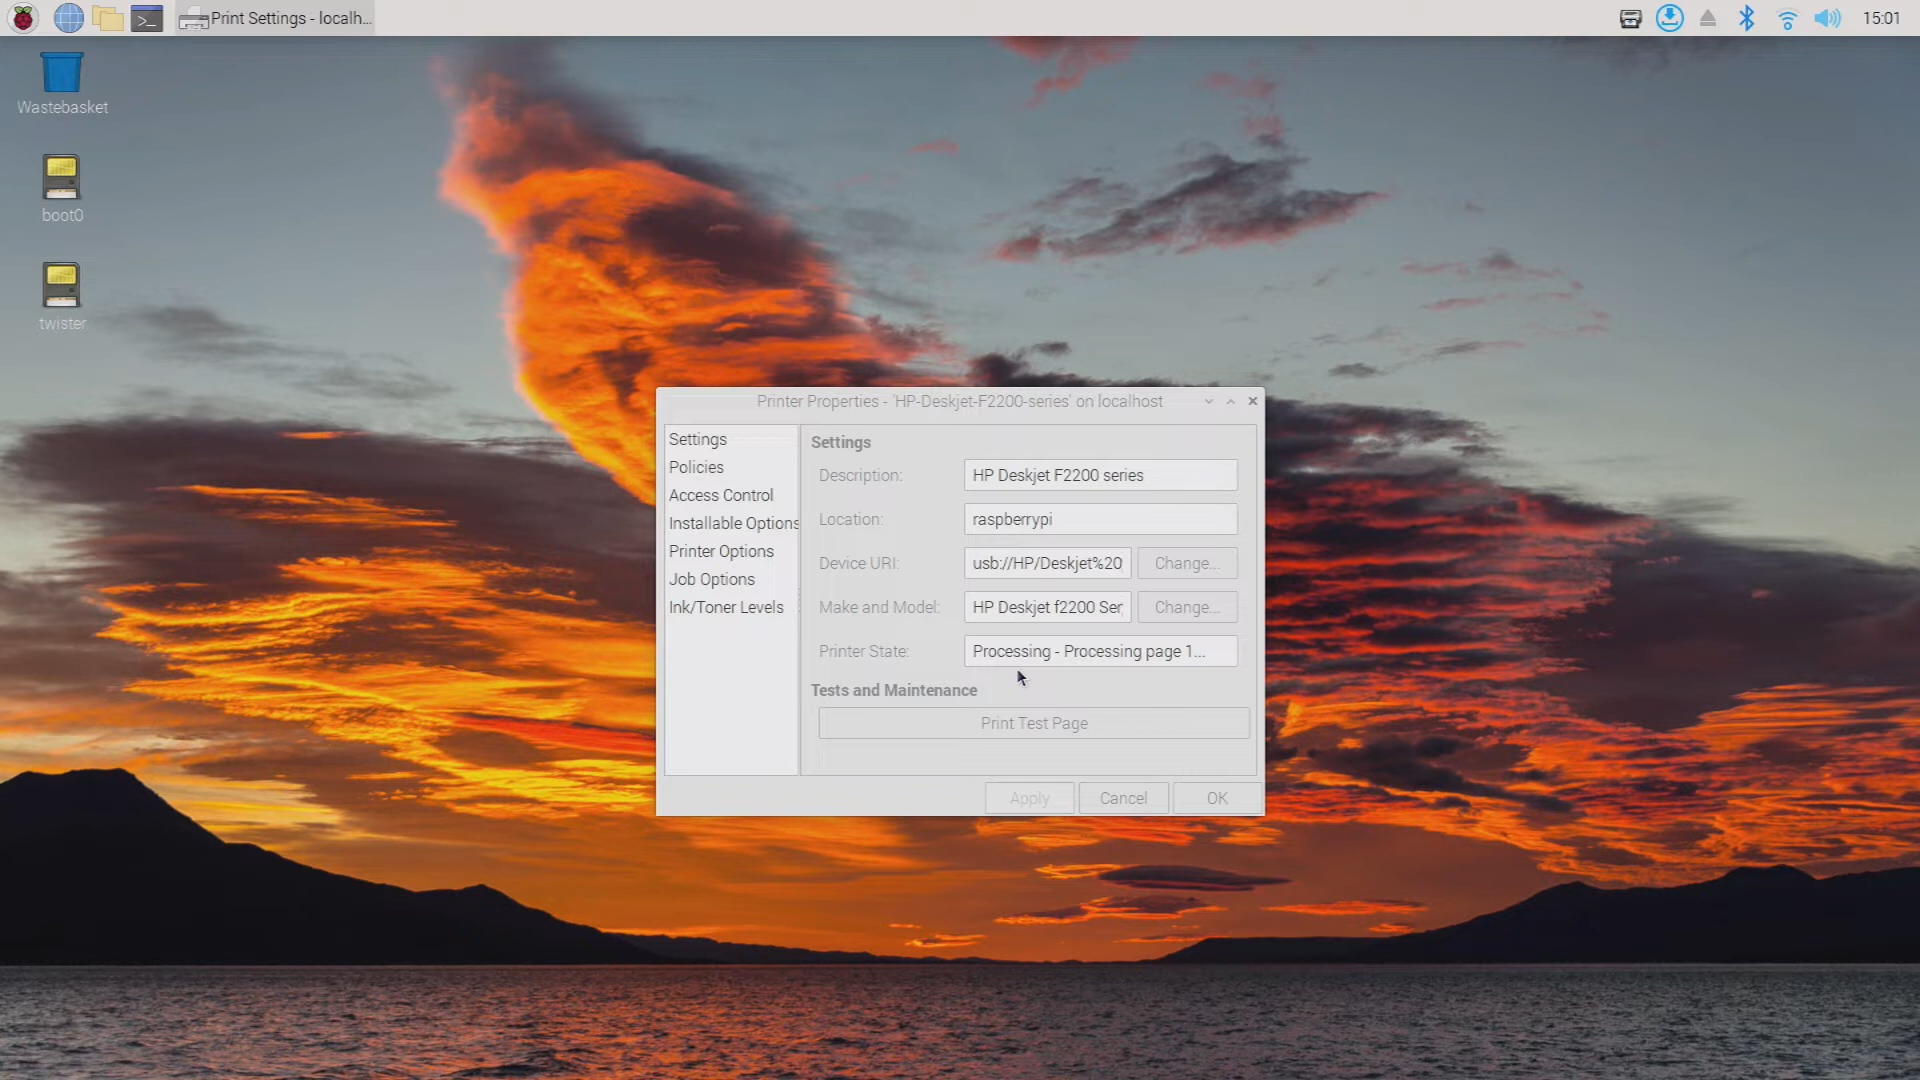 Print Settings - localh...
15:01
Wastebasket
boot0
twister
Printer Properties - 'HP-Deskjet-F2200-series' on localhost
Settings
Policies
Access Control
Installable Options
Printer Options
Job Options
Ink/Toner Levels
Settings
Description: HP Deskjet F2200 series
Location: raspberrypi
Device URI: usb://HP/Deskjet%20 Change...
Make and Model: HP Deskjet f2200 Ser Change...
Printer State: Processing - Processing page 1...
Tests and Maintenance
Print Test Page
Apply Cancel OK